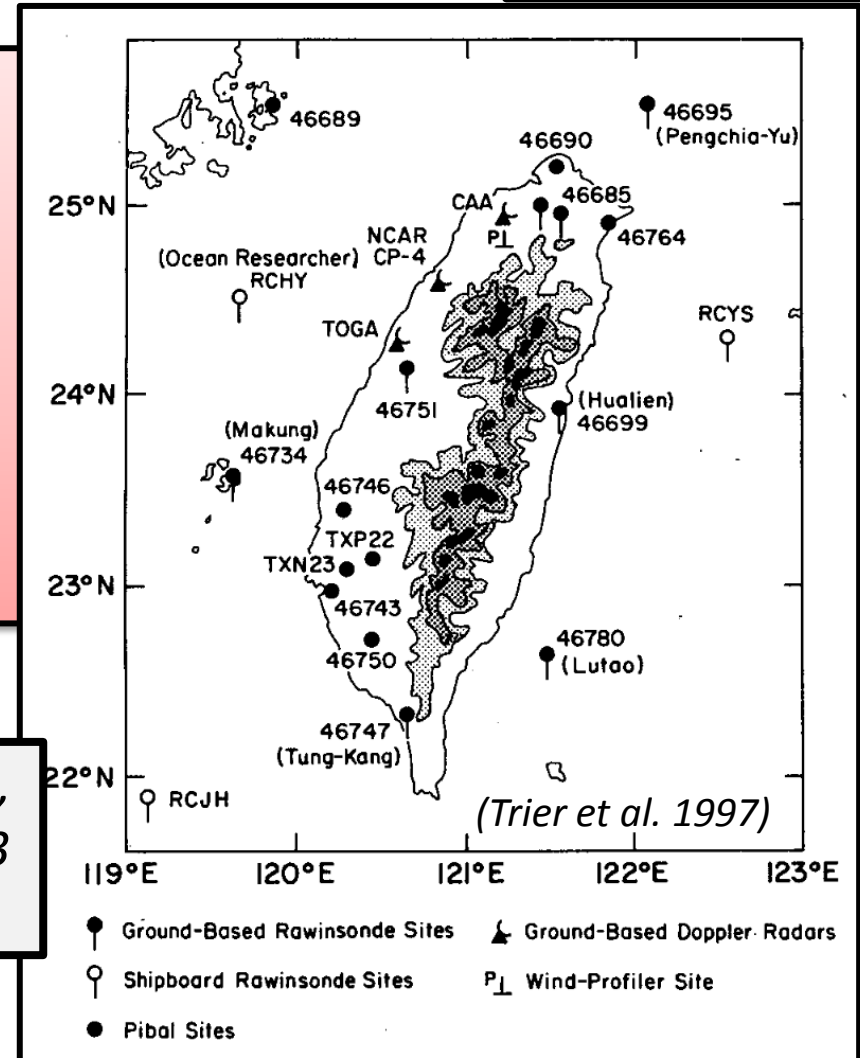 46689
46695
(Pengchia-Yu)
46690
25°N
CAA
46685
P
46764
NCAR
CP-4
(Ocean Researcher)
RCHY
RCYS
TOGA
24°N
46751
(Hualien)
46699
(Makung)
46734
46746
TXP22
TXN23
23°N
46743
46780
(Lutao)
46750
46747
(Tung-Kang)
22°N
RCJH
(Trier et al. 1997)
119°E 120°E 121°E 122°E 123°E
Ground-Based Rawinsonde Sites
Ground-Based Doppler Radars
Shipboard Rawinsonde Sites
P Wind-Profiler Site
Pibal Sites